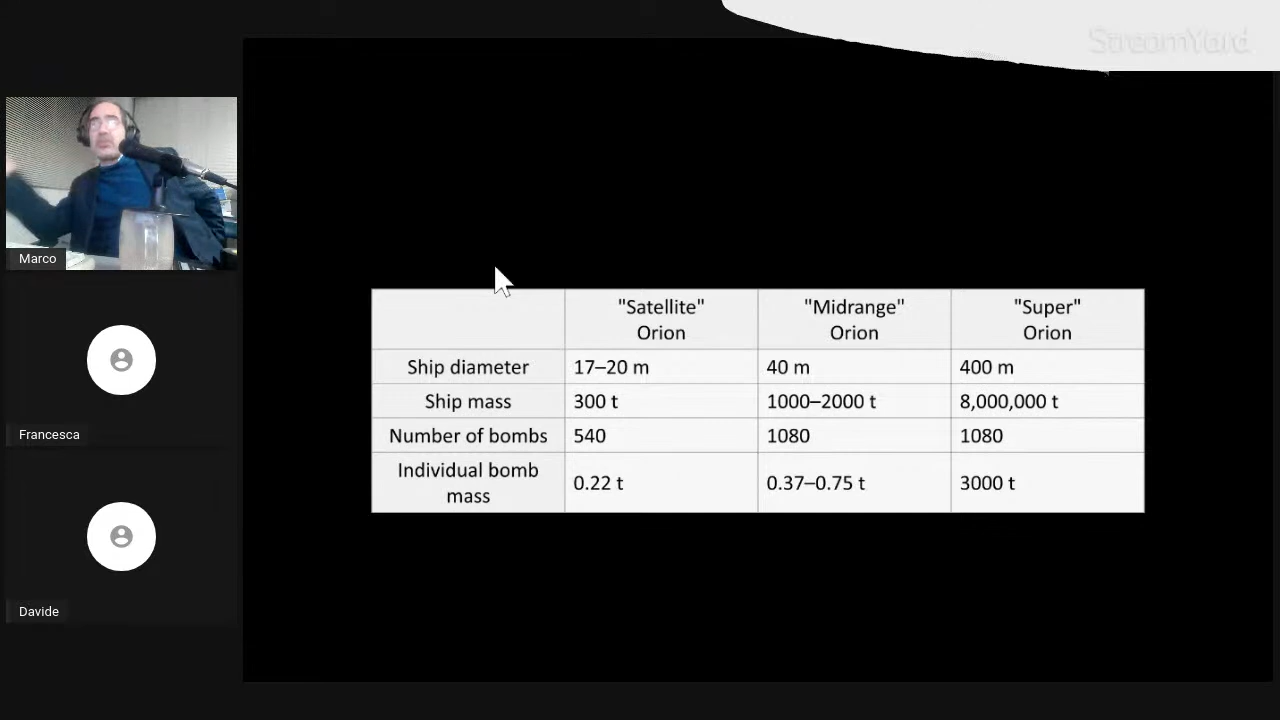 StreamYard
Marco
Francesca
Davide
"Satellite" "Midrange" "Super"
Orion Orion Orion
Ship diameter 17–20 m 40 m 400 m
Ship mass 300 t 1000–2000 t 8,000,000 t
Number of bombs 540 1080 1080
Individual bomb
mass 0.22 t 0.37–0.75 t 3000 t